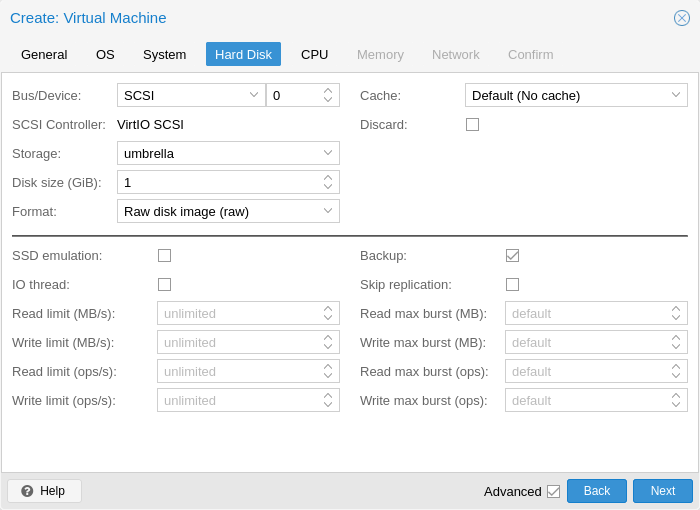 Create: Virtual Machine
General OS System Hard Disk CPU Memory Network Confirm
Bus/Device: SCSI 0 Cache: Default (No cache)
SCSI Controller: VirtIO SCSI Discard:
Storage: umbrella
Disk size (GiB): 1
Format: Raw disk image (raw)
SSD emulation: Backup:
IO thread: Skip replication:
Read limit (MB/s): unlimited Read max burst (MB): default
Write limit (MB/s): unlimited Write max burst (MB): default
Read limit (ops/s): unlimited Read max burst (ops): default
Write limit (ops/s): unlimited Write max burst (ops): default
? Help Advanced Back Next